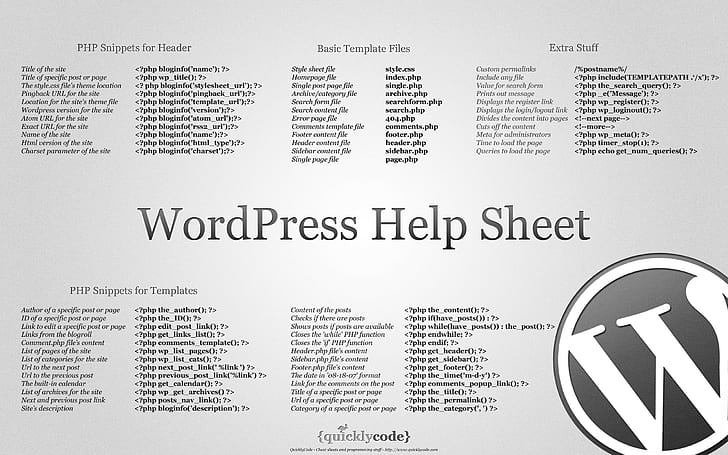 PHP Snippets for Header
Title of the site <?php bloginfo('name'); ?>
Title of specific post or page <?php wp_title(); ?>
The style.css file's theme location <? php bloginfo('stylesheet_url'); ?>
Pingback URL for the site <?php bloginfo('pingback_url');?>
Location for the site's theme file <?php bloginfo('template_url');?>
Wordpress version for the site <?php bloginfo('version');?>
Atom URL for the site <?php bloginfo('atom_url');?>
Exact URL for the site <?php bloginfo('rss2_url');?>
Name of the site <?php bloginfo('name');?>
Html version of the site <?php bloginfo('html_type');?>
Charset parameter of the site <?php bloginfo('charset');?>
Basic Template Files
Style sheet file style.css
Homepage file index.php
Single post page file single.php
Archive/category file archive.php
Search form file searchform.php
Search content file search.php
Error page file 404.php
Comments template file comments.php
Footer content file footer.php
Header content file header.php
Sidebar content file sidebar.php
Single page file page.php
Extra Stuff
Custom permalinks /%postname%/
Include any file <?php include(TEMPLATEPATH .'/x'); ?>
Value for search form <?php the_search_query(); ?>
Prints out message <?php _e('Message'); ?>
Displays the register link <?php wp_register(); ?>
Displays the login/logout link <?php wp_loginout(); ?>
Divides the content into pages <!--next page-->
Cuts off the content <!--more-->
Meta for administrators <?php wp_meta(); ?>
Time to load the page <?php timer_stop(1); ?>
Queries to load the page <?php echo get_num_queries(); ?>
WordPress Help Sheet
PHP Snippets for Templates
Author of a specific post or page <?php the_author(); ?>
ID of a specific post or page <?php the_ID(); ?>
Link to edit a specific post or page <?php edit_post_link(); ?>
Links from the blogroll <?php get_links_list(); ?>
Comment.php file's content <?php comments_template(); ?>
List of pages of the site <?php wp_list_pages(); ?>
List of categories for the site <?php wp_list_cats(); ?>
Url to the next post <?php next_post_link(' %link ') ?>
Url to the previous post <?php previous_post_link('%link') ?>
The built-in calendar <?php get_calendar(); ?>
List of archives for the site <?php wp_get_archives() ?>
Next and previous post link <?php posts_nav_link(); ?>
Site's description <?php bloginfo('description'); ?>
Content of the posts <?php the_content(); ?>
Checks if there are posts <?php if(have_posts()) : ?>
Shows posts if posts are available <?php while(have_posts()) : the_post(); ?>
Closes the 'while' PHP function <?php endwhile; ?>
Closes the 'if' PHP function <?php endif; ?>
Header.php file's content <?php get_header(); ?>
Sidebar.php file's content <?php get_sidebar(); ?>
Footer.php file's content <?php get_footer(); ?>
The date in '08-18-07' format <?php the_time('m-d-y') ?>
Link for the comments on the post <?php comments_popup_link(); ?>
Title of a specific post or page <?php the_title(); ?>
Url of a specific post or page <?php the_permalink() ?>
Category of a specific post or page <?php the_category(', ') ?>
{quicklycode}
QuicklyCode - Cheat sheets and programming stuff - http://www.quicklycode.com
W